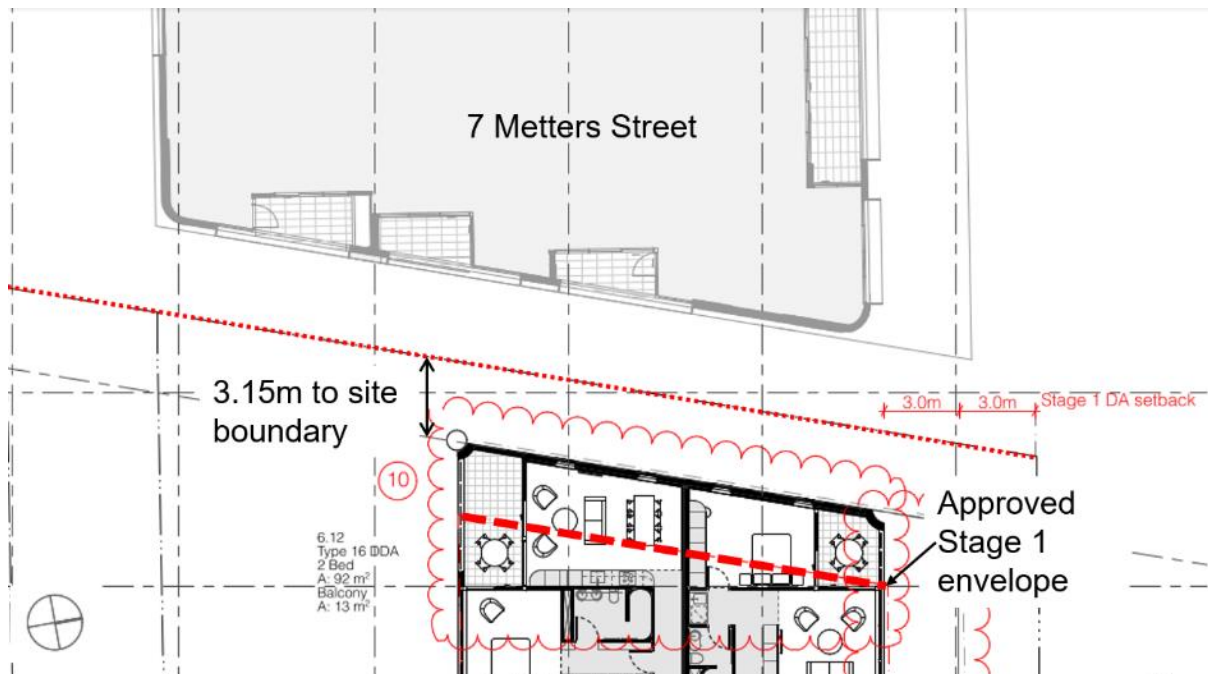 7 Metters Street
3.15m to site
boundary
3.0m
3.0m
Stage 1 DA setback
10
Approved
Stage 1
envelope
6.12
Type 16 DDA
2 Bed
A: 92 m²
Balcony
A: 13 m²